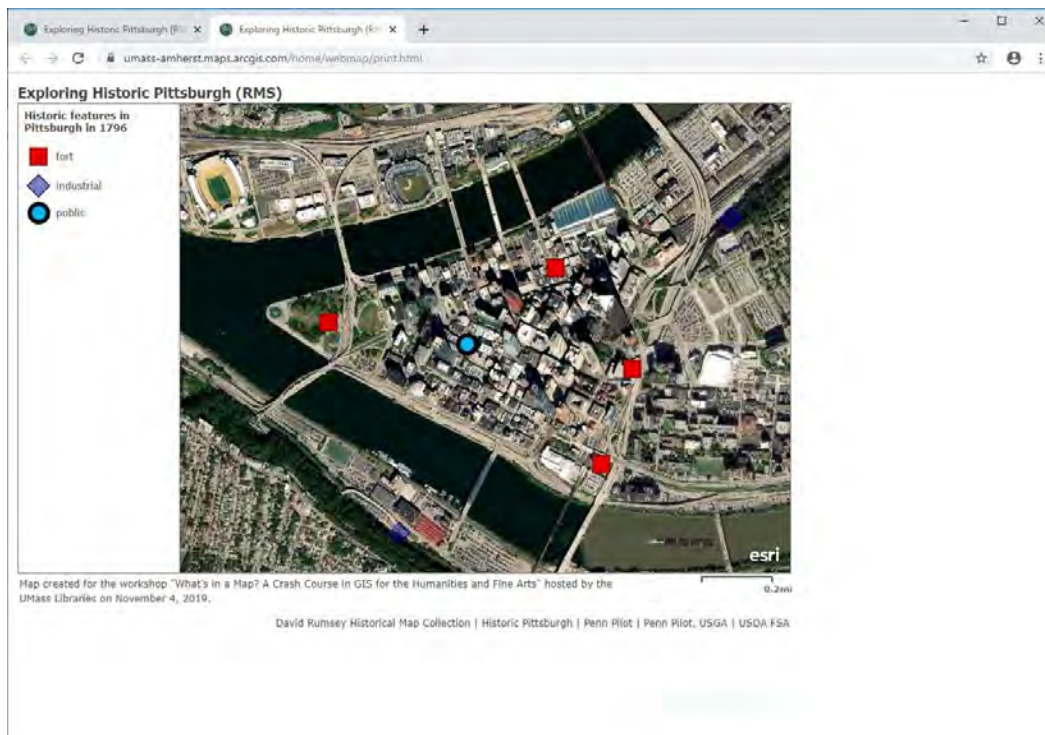 Exploring Historic Pittsburgh (RM
Exploring Historic Pittsburgh (R
umass-amherst.maps.arcgis.com/home/webmap/print.html
Exploring Historic Pittsburgh (RMS)
Historic features in
Pittsburgh in 1796
fort
industrial
public
esri
Map created for the workshop "What's in a Map? A Crash Course in GIS for the Humanities and Fine Arts" hosted by the
UMass Libraries on November 4, 2019.
0.2mi
David Rumsey Historical Map Collection | Historic Pittsburgh | Penn Pilot | Penn Pilot, USGA | USDA FSA